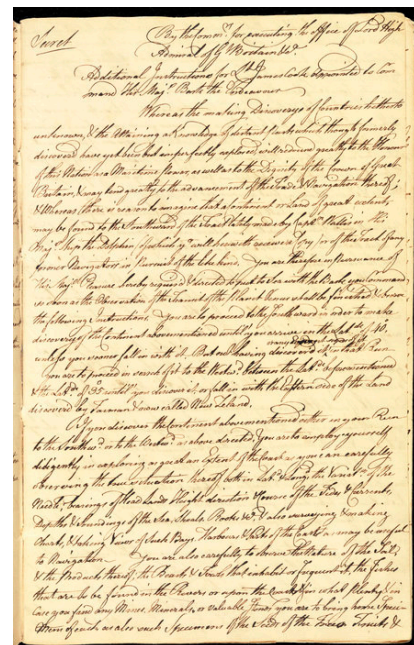 Secret
By the Commrs. for executing the office of Lord High
Admiral of Gt. Britain &ca.
Additional Instructions for Lt. James Cook, appointed to Com
mand His Maj. Bark the Endeavour
Whereas the making Discoverys of Countries hitherto
unknown, & the Attaining a Knowledge of distant Parts which though formerly
discover'd have yet been but imperfectly explored, will redound greatly to the Honour
of this Nation as a Maritime Power, as well as to the Dignity of the Crown of Great
Britain, & may tend greatly to the advancement of the Trade & Navigation thereof;
& Whereas there is reason to imagine that a Continent or Land of great extent,
may be found to the Southward of the Tract lately made by Capt. Wallis in His
Maj. Ship the Dolphin (of which you will herewith receive a Copy) or of the Tract of any
former Navigators in Pursuit of the like kind; You are therefore in Pursuance of
His Maj. Pleasure hereby required & directed to put to Sea with the Bark you Command
so soon as the Observation of the Transit of the Planet Venus shall be finished & observe
the following Instructions. You are to proceed to the southward in order to make
discovery of the Continent abovementioned until you arrive in the Latde. of 40.
unless you sooner fall in with it. But not having discover'd it in that Run
You are to proceed in search of it to the Westward between the Latde. beforementioned
& the Latde. of 35 until you discover it, or fall in with the Eastern side of the Land
discover'd by Tasman & now called New Zeland.
If you discover the Continent abovementioned either in your Run
to the Southward or to the Westward as above directed, You are to employ yourself
diligently in exploring as great an Extent of the Coast as you can carefully
observing the true situation thereof both in Latde. & Longde. the Variation of the
Needle; bearings of Head Lands Height direction & Course of the Tides & Currents,
Depths & Soundings of the Sea, Shoals, Rocks &ca. & also surveying & making
Charts, & taking Views of such Bays, Harbours & Parts of the Coast as may be useful
to Navigation. You are also carefully to observe the Nature of the Soil,
& the Products thereof; the Beasts & Fowls that inhabit or frequent it, the Fishes
that are to be found in the Rivers or upon the Coast & in what Plenty; & in
Case you find any Mines, Minerals, or valuable Stones, you are to bring home Speci-
mens of each, as also such Specimens of the Seeds of the Trees Fruits &